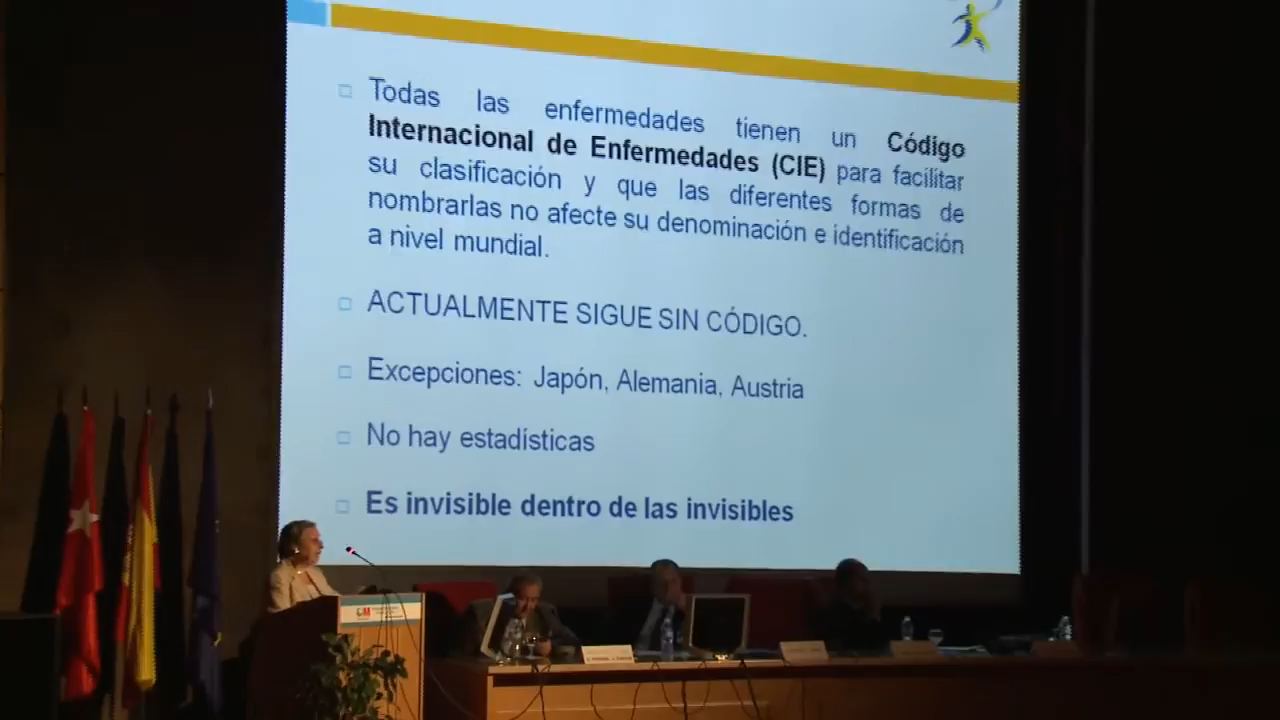 Todas las enfermedades tienen un Código
Internacional de Enfermedades (CIE) para facilitar
su clasificación y que las diferentes formas de
nombrarlas no afecte su denominación e identificación
a nivel mundial.
ACTUALMENTE SIGUE SIN CÓDIGO.
Excepciones: Japón, Alemania, Austria
No hay estadísticas
Es invisible dentro de las invisibles